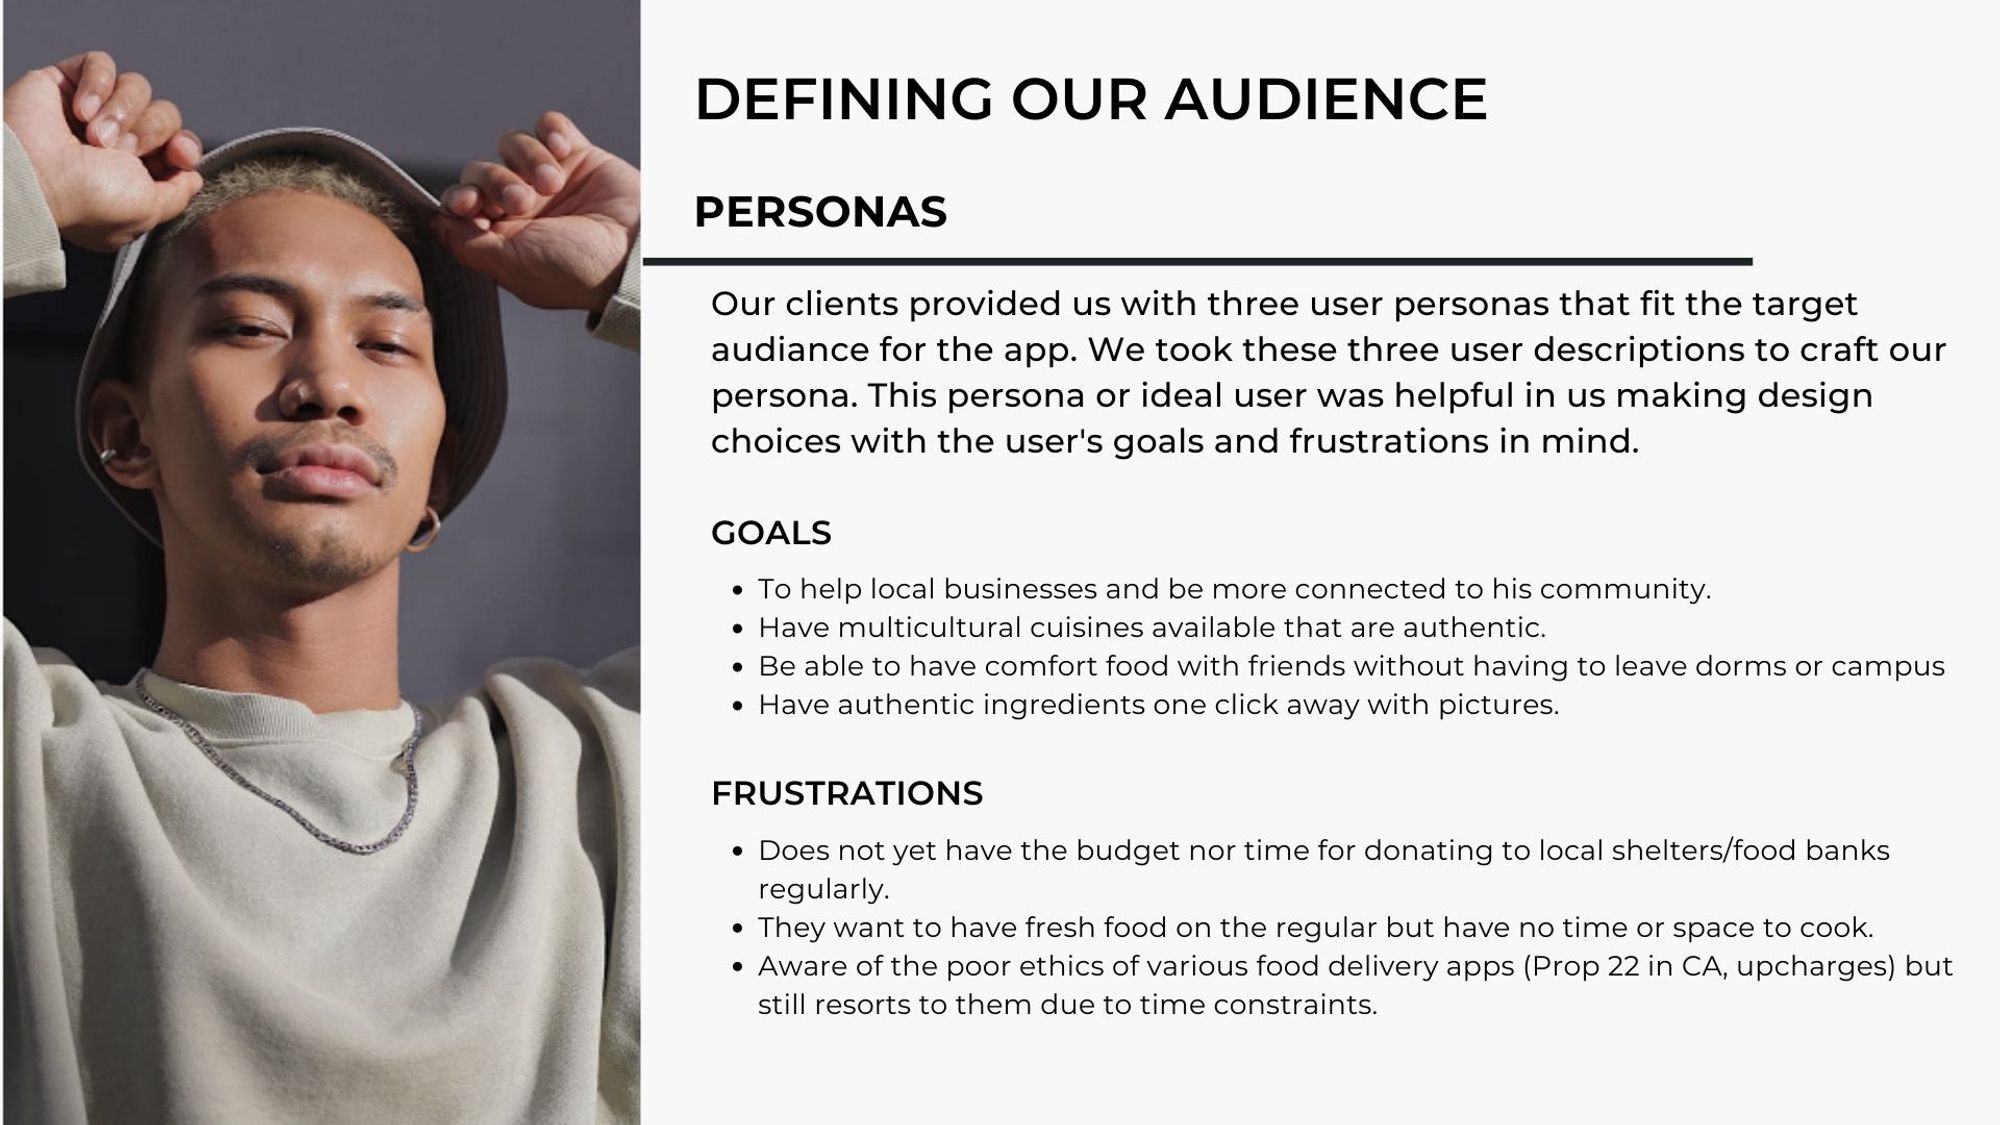 DEFINING OUR AUDIENCE
PERSONAS
Our clients provided us with three user personas that fit the target
audiance for the app. We took these three user descriptions to craft our
persona. This persona or ideal user was helpful in us making design
choices with the user's goals and frustrations in mind.
GOALS
• To help local businesses and be more connected to his community.
• Have multicultural cuisines available that are authentic.
• Be able to have comfort food with friends without having to leave dorms or campus
• Have authentic ingredients one click away with pictures.
FRUSTRATIONS
• Does not yet have the budget nor time for donating to local shelters/food banks
regularly.
• They want to have fresh food on the regular but have no time or space to cook.
• Aware of the poor ethics of various food delivery apps (Prop 22 in CA, upcharges) but
still resorts to them due to time constraints.